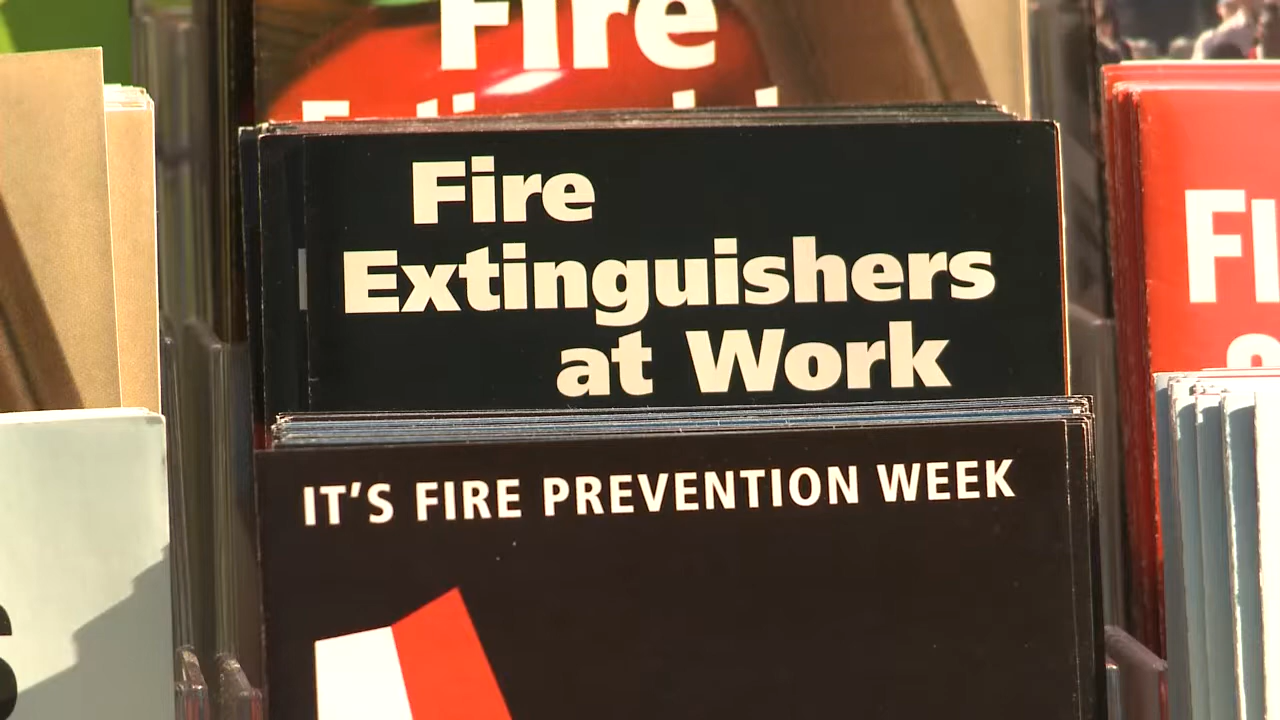 Fire
Fire
Extinguishers
at Work
IT'S FIRE PREVENTION WEEK